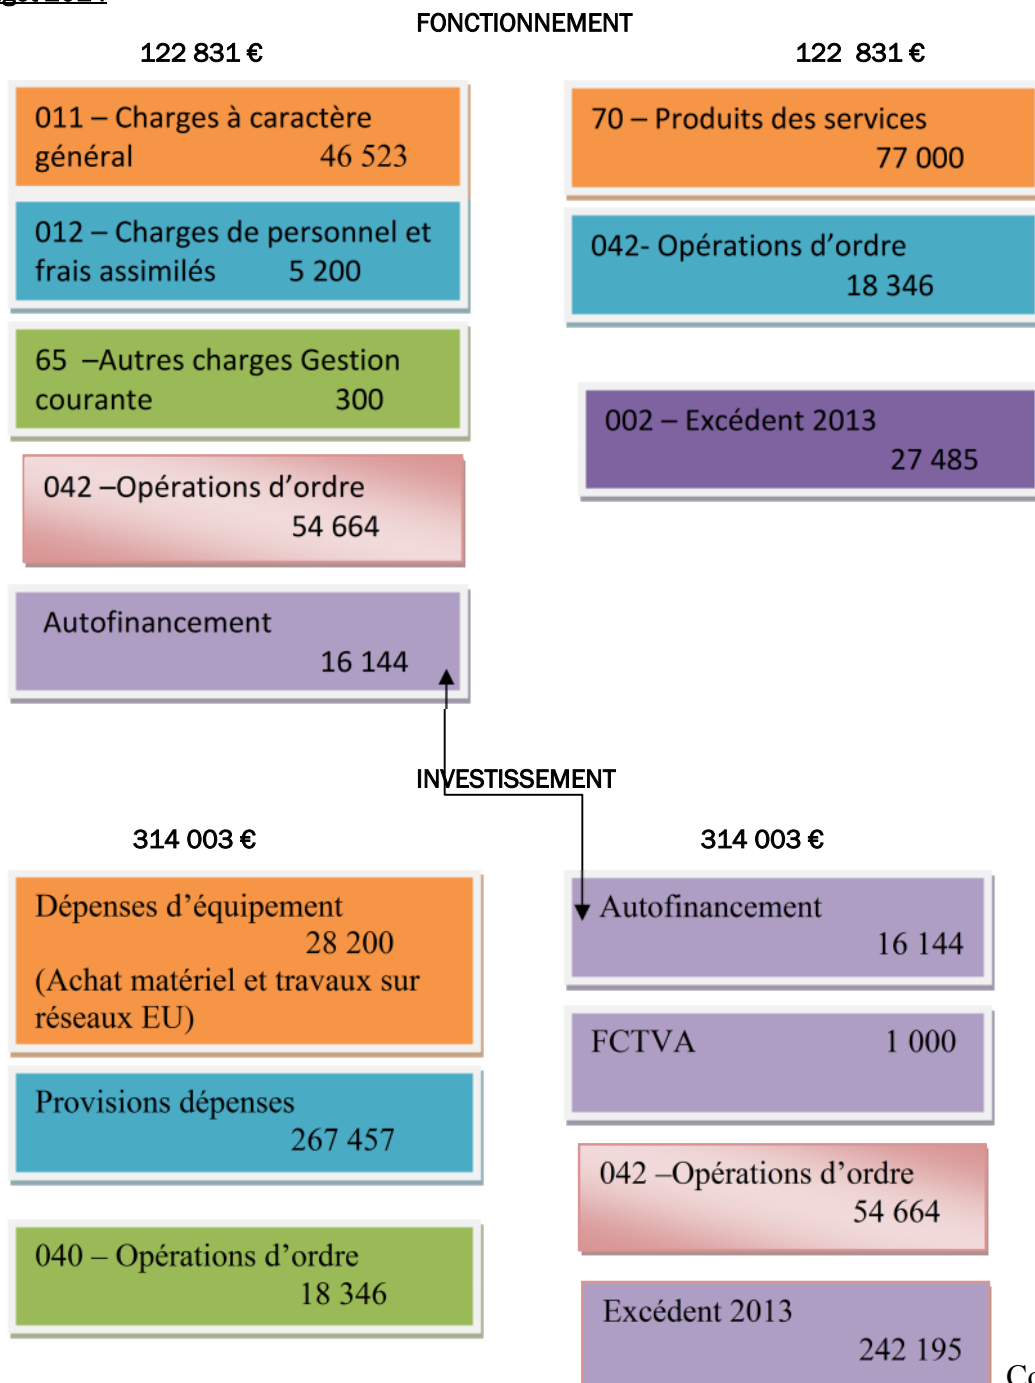 FONCTIONNEMENT
122 831 €
122 831 €
011 – Charges à caractère
général 46 523
012 – Charges de personnel et
frais assimilés 5 200
65 –Autres charges Gestion
courante 300
042 –Opérations d’ordre
54 664
Autofinancement
16 144
70 – Produits des services
77 000
042- Opérations d’ordre
18 346
002 – Excédent 2013
27 485
INVESTISSEMENT
314 003 €
314 003 €
Dépenses d’équipement
28 200
(Achat matériel et travaux sur
réseaux EU)
Provisions dépenses
267 457
040 – Opérations d’ordre
18 346
Autofinancement
16 144
FCTVA 1 000
042 –Opérations d’ordre
54 664
Excédent 2013
242 195